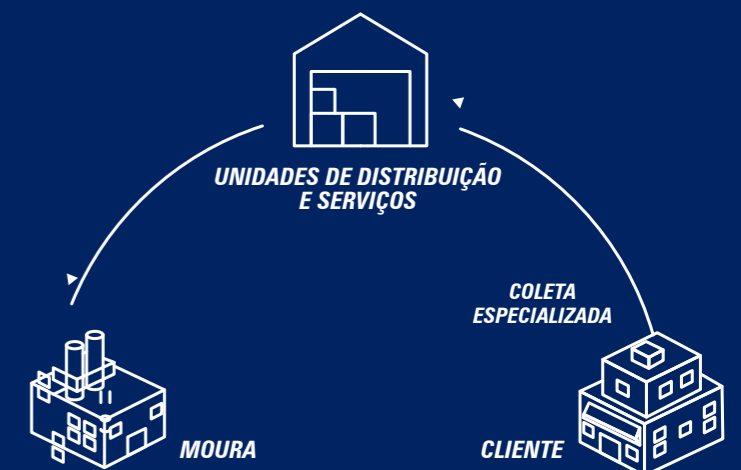 UNIDADES DE DISTRIBUIÇÃO
E SERVIÇOS
COLETA
ESPECIALIZADA
MOURA
CLIENTE